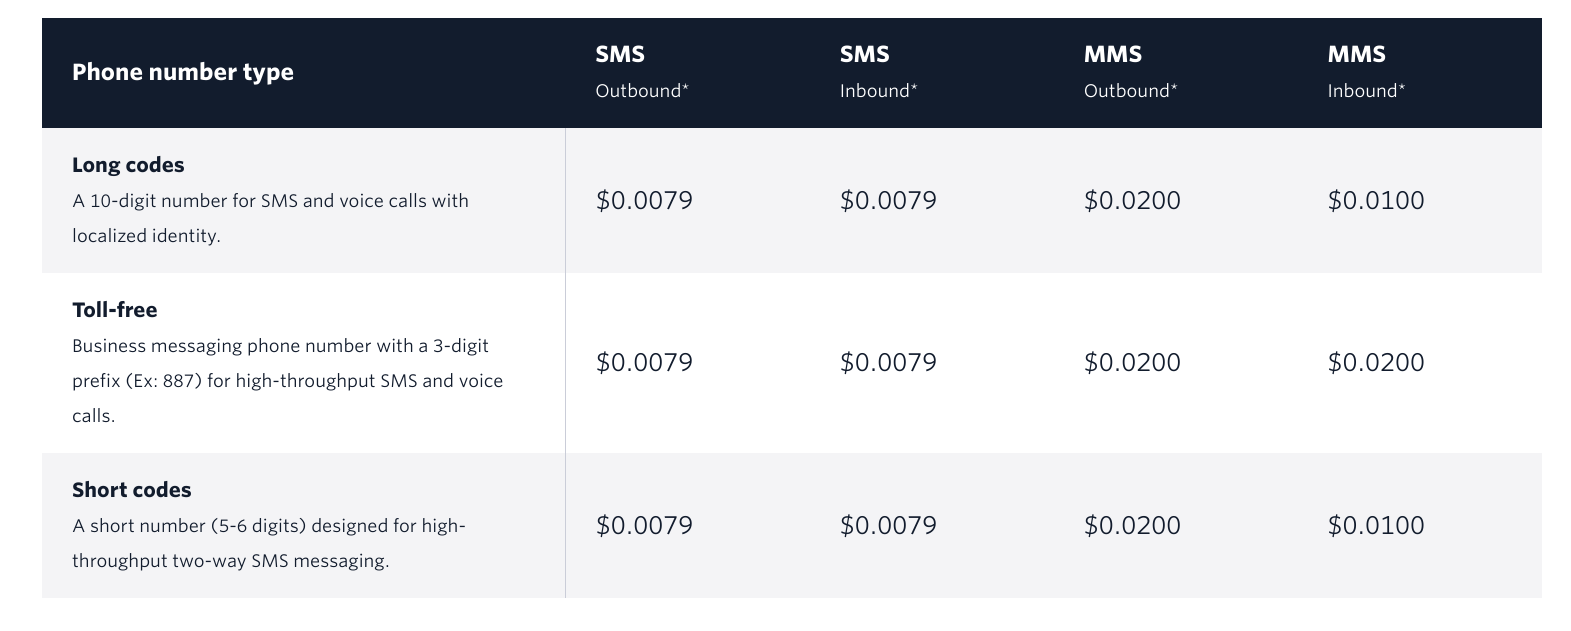 Phone number type
SMS
Outbound*
SMS
Inbound*
MMS
Outbound*
MMS
Inbound*
Long codes
A 10-digit number for SMS and voice calls with
localized identity.
$0.0079
$0.0079
$0.0200
$0.0100
Toll-free
Business messaging phone number with a 3-digit
prefix (Ex: 887) for high-throughput SMS and voice
calls.
$0.0079
$0.0079
$0.0200
$0.0200
Short codes
A short number (5-6 digits) designed for high-
throughput two-way SMS messaging.
$0.0079
$0.0079
$0.0200
$0.0100